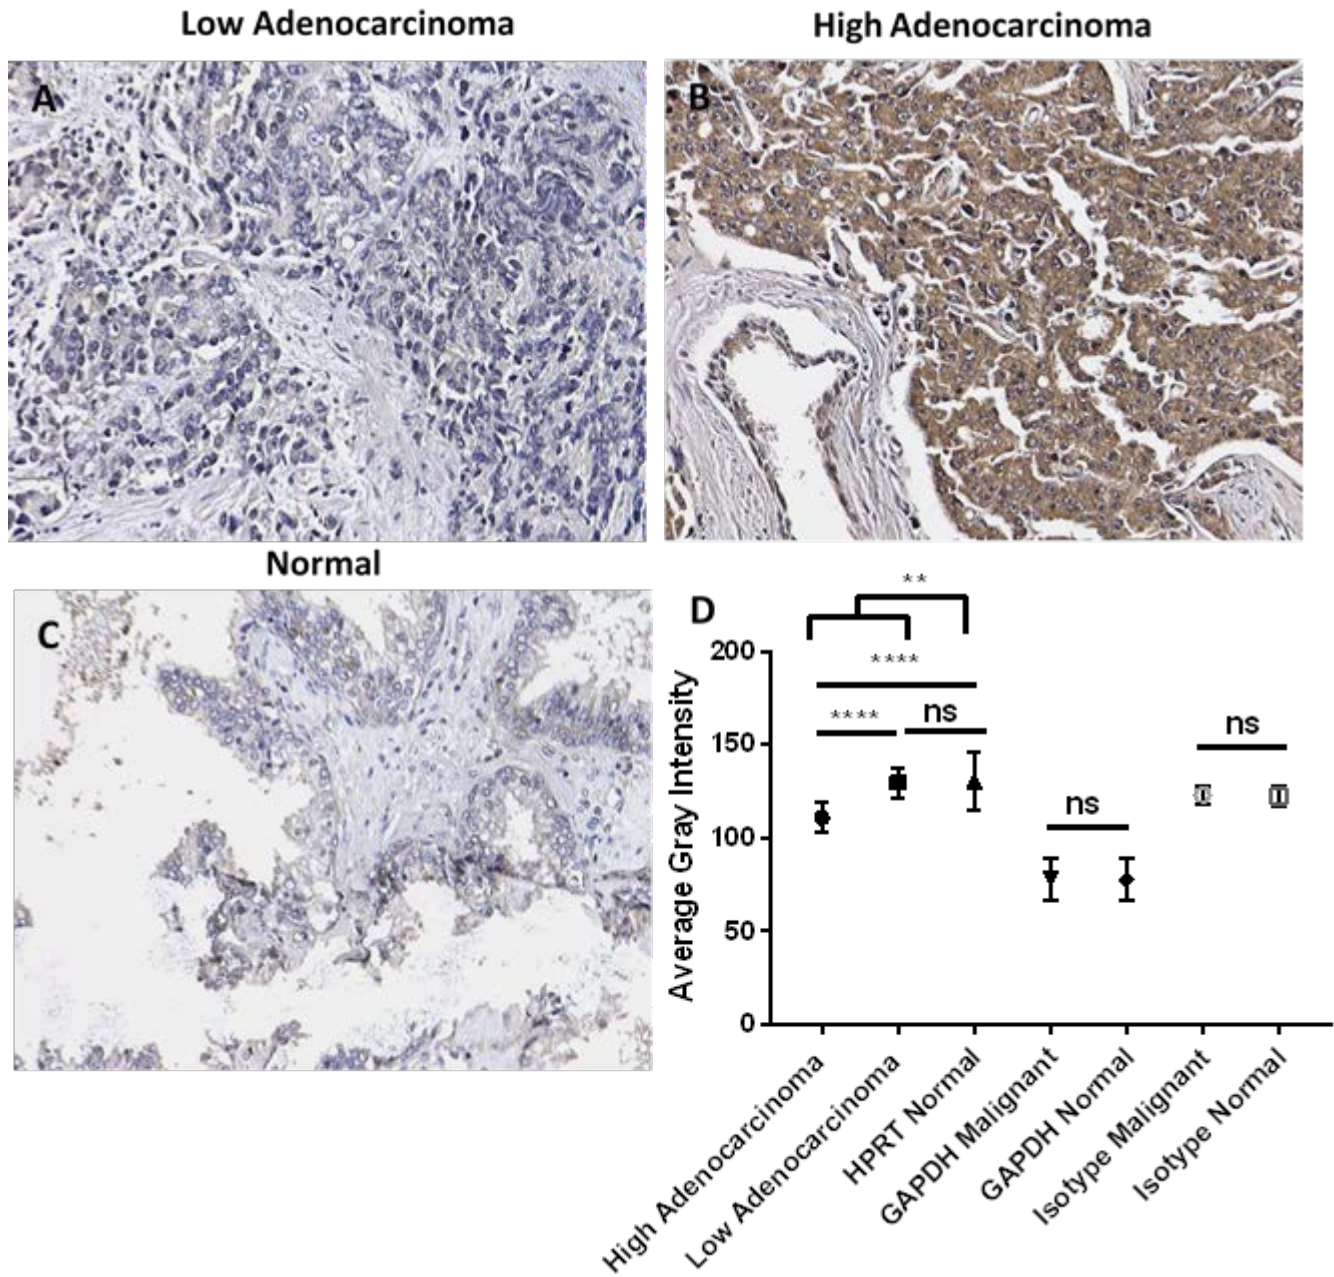 Low Adenocarcinoma
High Adenocarcinoma
A
B
Normal
C
D
**
****
****
ns
ns
ns
Average Gray Intensity
200
150
100
50
0
High Adenocarcinoma
Low Adenocarcinoma
HPRT Normal
GAPDH Malignant
GAPDH Normal
Isotype Malignant
Isotype Normal